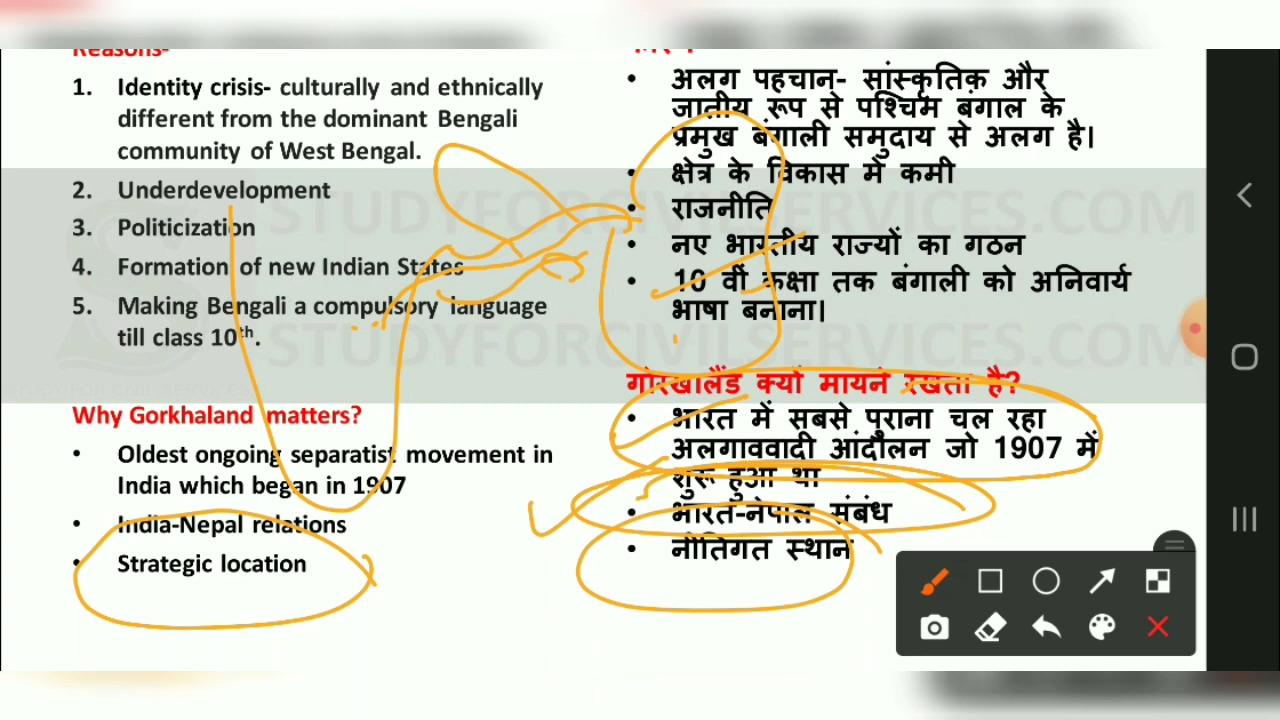 Reasons-
1. Identity crisis- culturally and ethnically
different from the dominant Bengali
community of West Bengal.
2. Underdevelopment
3. Politicization
4. Formation of new Indian States
5. Making Bengali a compulsory language
till class 10th.
Why Gorkhaland matters?
• Oldest ongoing separatist movement in
India which began in 1907
• India-Nepal relations
• Strategic location
• अलग पहचान- सांस्कृतिक और
जातीय रूप से पश्चिम बंगाल के
प्रमुख बंगाली समुदाय से अलग है।
• क्षेत्र के विकास में कमी
• राजनीति
• नए भारतीय राज्यों का गठन
• 10 वीं कक्षा तक बंगाली को अनिवार्य
भाषा बनाना।
गोरखालैंड क्यों मायने रखता है?
• भारत में सबसे पुराना चल रहा
अलगाववादी आंदोलन जो 1907 में
शुरू हुआ था
• भारत-नेपाल संबंध
• नीतिगत स्थान
STUDYFORCIVILSERVICES.COM
STUDYFORCIVILSERVICES.COM